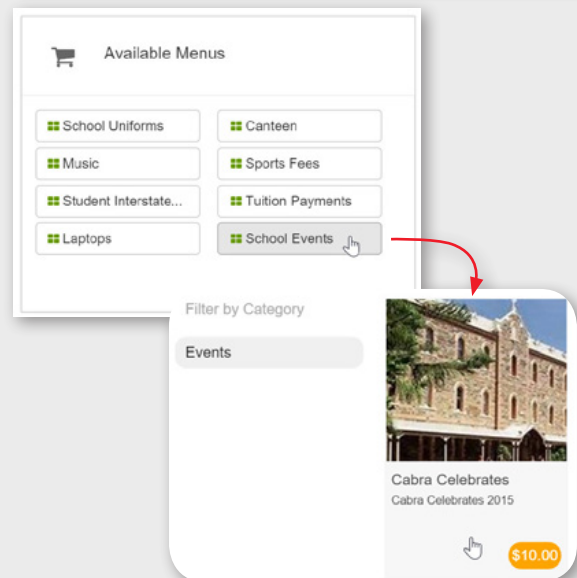 Available Menus
School Uniforms
Canteen
Music
Sports Fees
Student Interstate...
Tuition Payments
Laptops
School Events
Filter by Category
Events
Cabra Celebrates
Cabra Celebrates 2015
$10.00